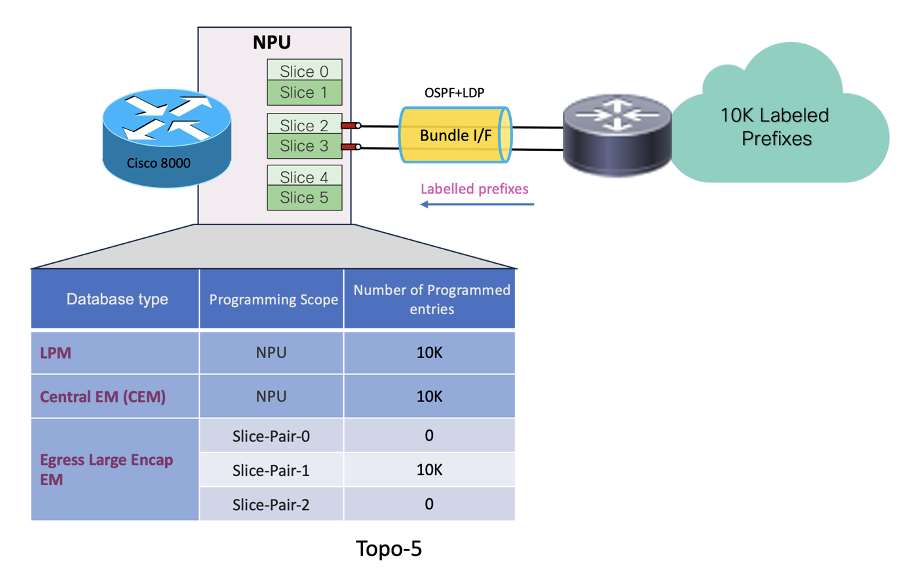 NPU
Slice 0
Slice 1
Slice 2
Slice 3
Slice 4
Slice 5
Cisco 8000
OSPF+LDP
Bundle I/F
Labelled prefixes
10K Labeled
Prefixes
Database type
Programming Scope
Number of Programmed
entries
LPM
NPU
10K
Central EM (CEM)
NPU
10K
Egress Large Encap
EM
Slice-Pair-0
0
Slice-Pair-1
10K
Slice-Pair-2
0
Topo-5